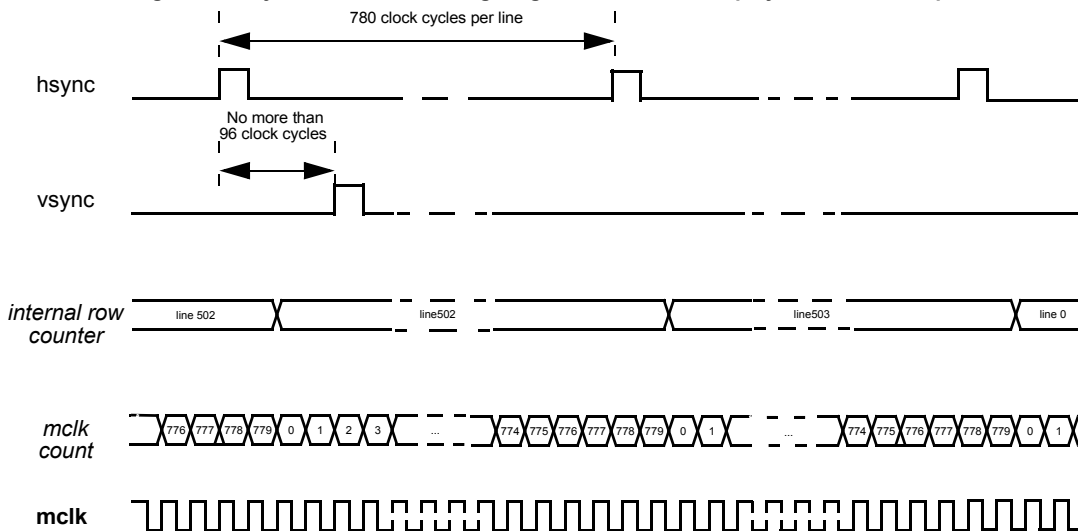 780 clock cycles per line
hsync
No more than
96 clock cycles
vsync
internal row
counter
line 502
line502
line503
line 0
mclk
count
776 777 778 779 0 1 2 3 ... 774 775 776 777 778 779 0 1 ... 774 775 776 777 778 779 0 1
mclk